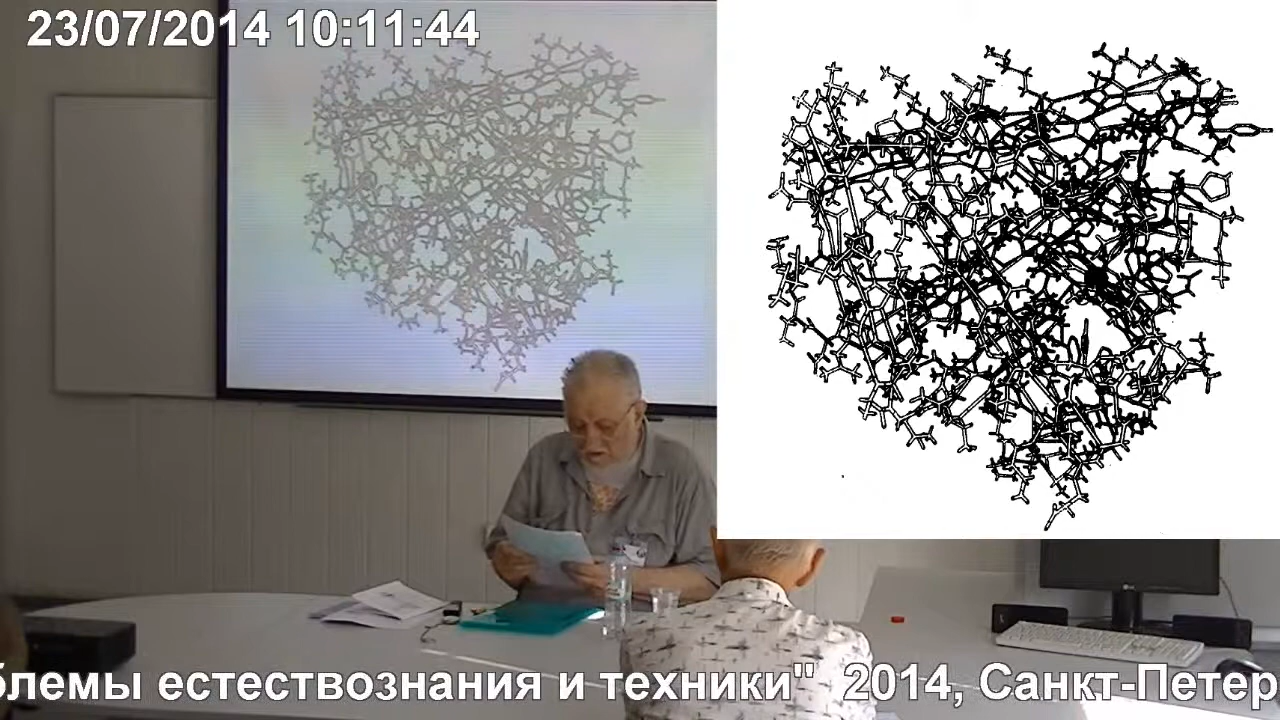 23/07/2014 10:11:44
блемы естествознания и техники" 2014, Санкт-Петер